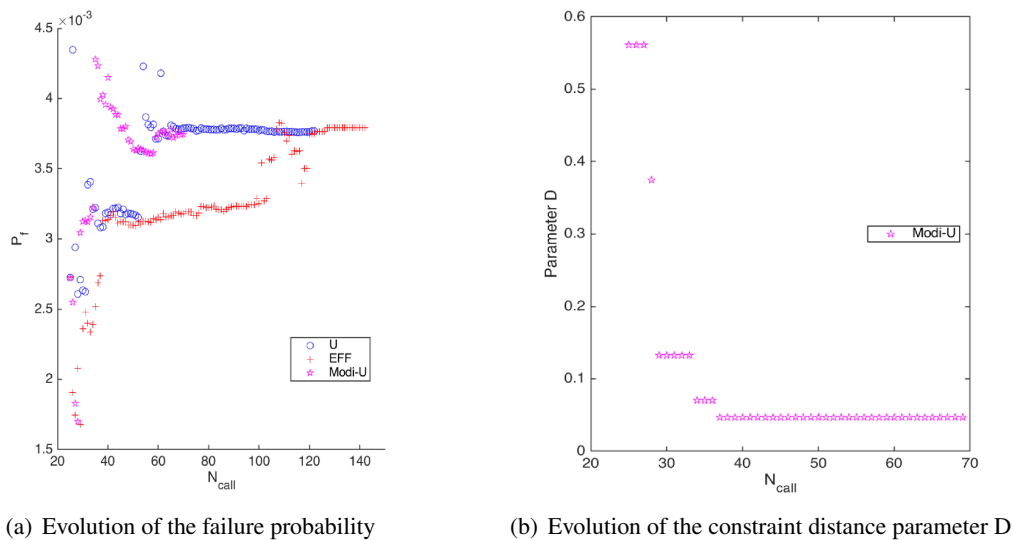 ×10⁻³
4.5
4
3.5
3
2.5
2
1.5
P_f
20 40 60 80 100 120 140
N_call
U
EFF
Modi-U
(a) Evolution of the failure probability
0.6
0.5
0.4
0.3
0.2
0.1
0
Parameter D
20 30 40 50 60 70
N_call
Modi-U
(b) Evolution of the constraint distance parameter D